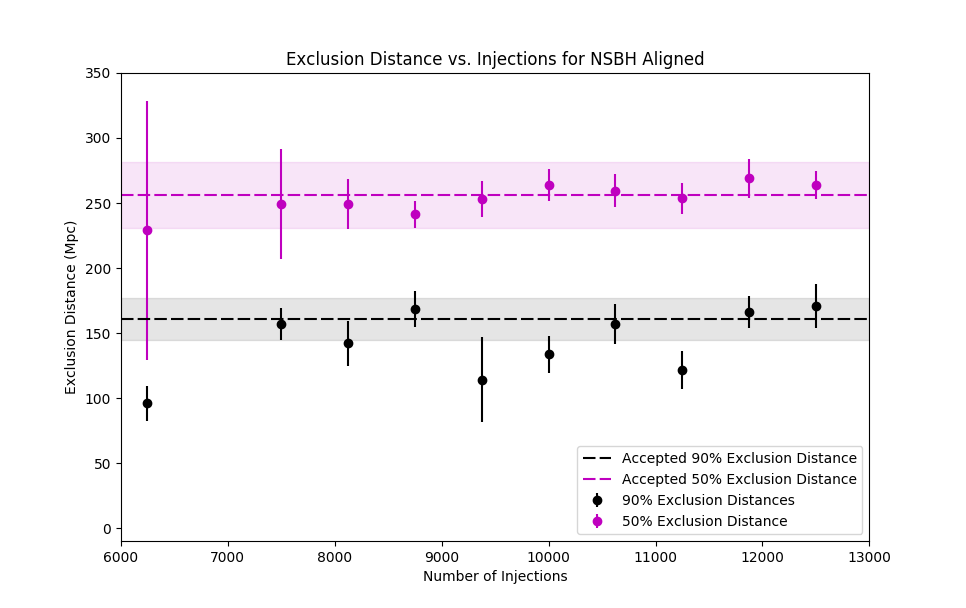 Exclusion Distance vs. Injections for NSBH Aligned
350
300
250
200
150
100
50
0
Exclusion Distance (Mpc)
6000 7000 8000 9000 10000 11000 12000 13000
Number of Injections
Accepted 90% Exclusion Distance
Accepted 50% Exclusion Distance
90% Exclusion Distances
50% Exclusion Distance